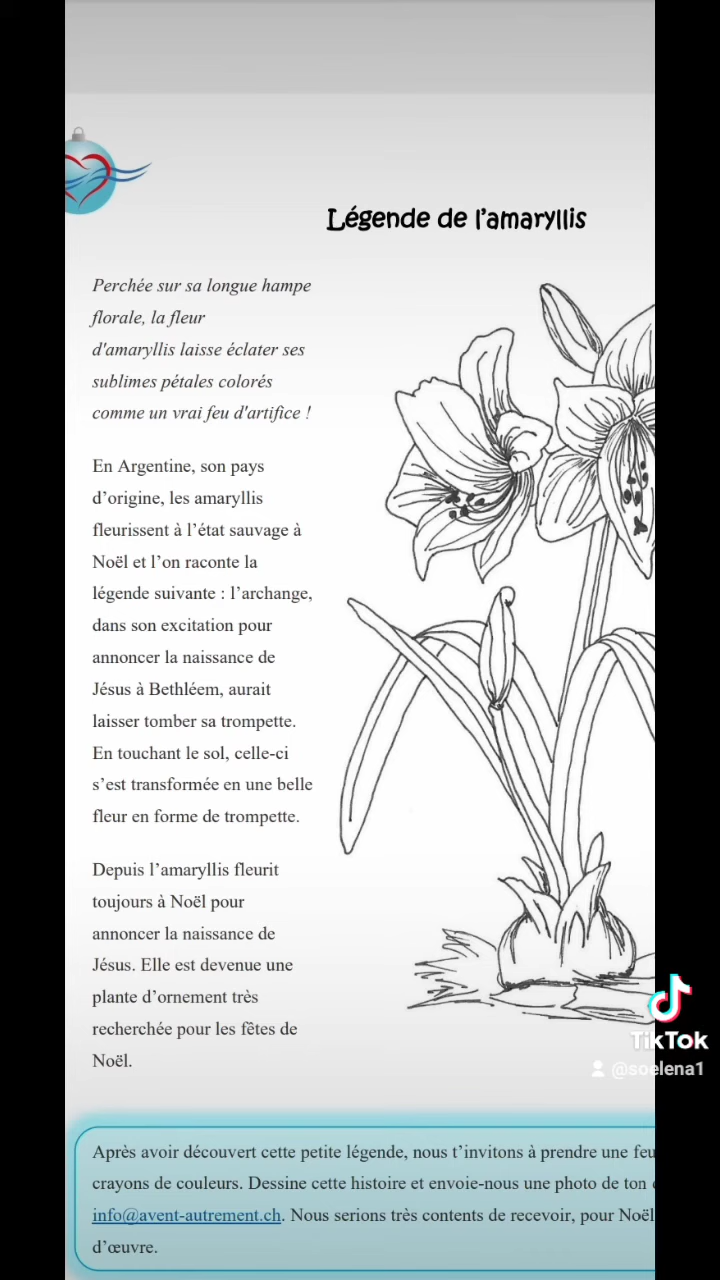 Légende de l'amaryllis
Perchée sur sa longue hampe
florale, la fleur
d'amaryllis laisse éclater ses
sublimes pétales colorés
comme un vrai feu d'artifice !
En Argentine, son pays
d’origine, les amaryllis
fleurissent à l’état sauvage à
Noël et l’on raconte la
légende suivante : l’archange,
dans son excitation pour
annoncer la naissance de
Jésus à Bethléem, aurait
laisser tomber sa trompette.
En touchant le sol, celle-ci
s’est transformée en une belle
fleur en forme de trompette.
Depuis l’amaryllis fleurit
toujours à Noël pour
annoncer la naissance de
Jésus. Elle est devenue une
plante d’ornement très
recherchée pour les fêtes de
Noël.
Après avoir découvert cette petite légende, nous t’invitons à prendre une feu
crayons de couleurs. Dessine cette histoire et envoie-nous une photo de ton
info@avent-autrement.ch. Nous serions très contents de recevoir, pour Noël
d’œuvre.
TikTok
@soelena1